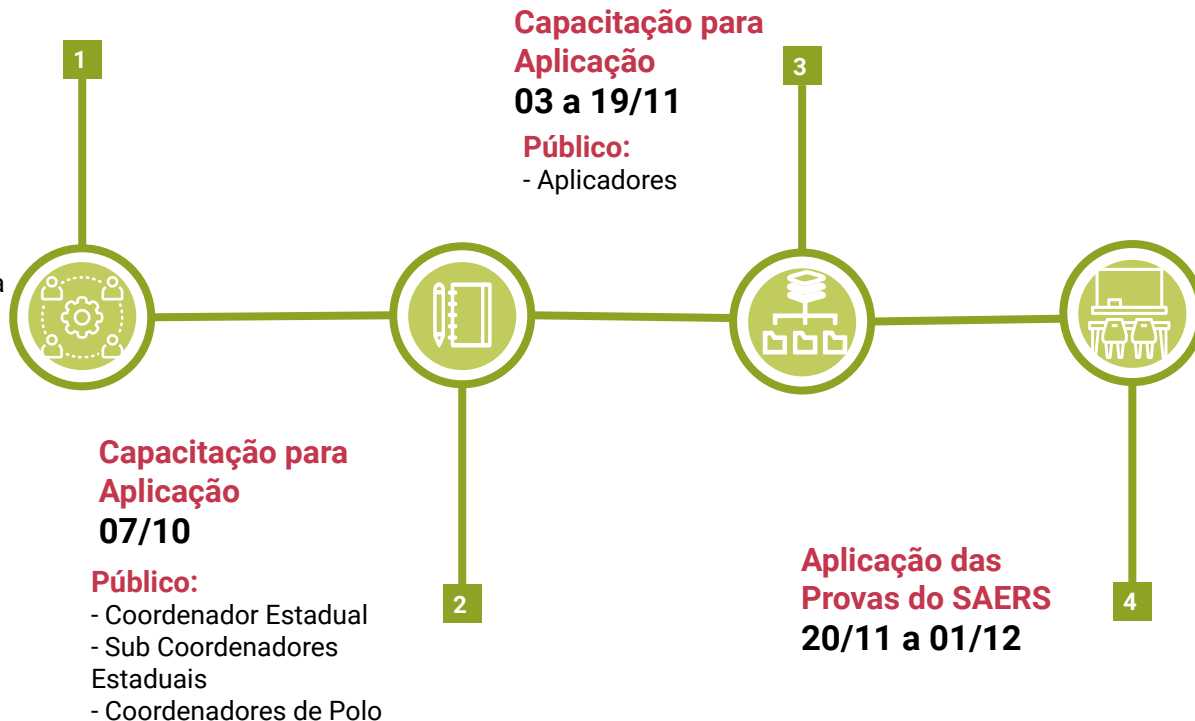 1
a
Capacitação para
Aplicação
07/10
Público:
- Coordenador Estadual
- Sub Coordenadores
Estaduais
- Coordenadores de Polo
2
Capacitação para
Aplicação
03 a 19/11
Público:
- Aplicadores
3
Aplicação das
Provas do SAERS
20/11 a 01/12
4